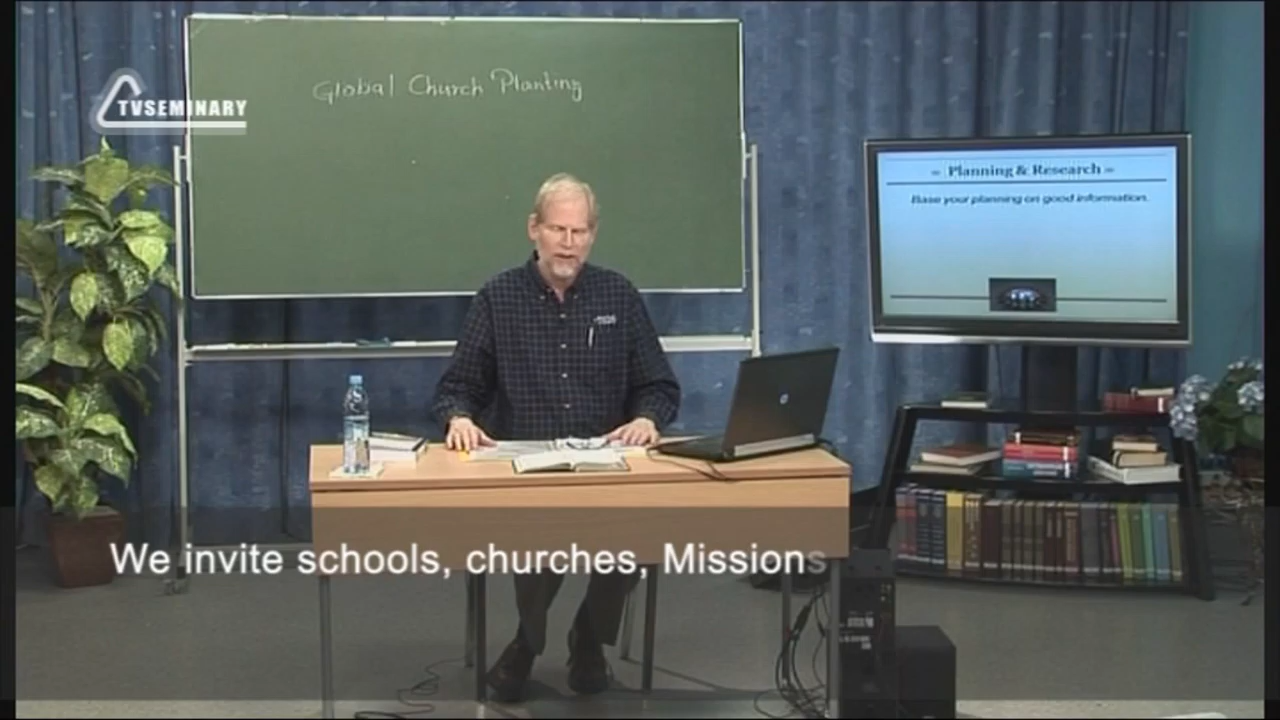 Global Church Planting
TVSEMINARY
Planning & Research
Base your planning on good information.
We invite schools, churches, Missions